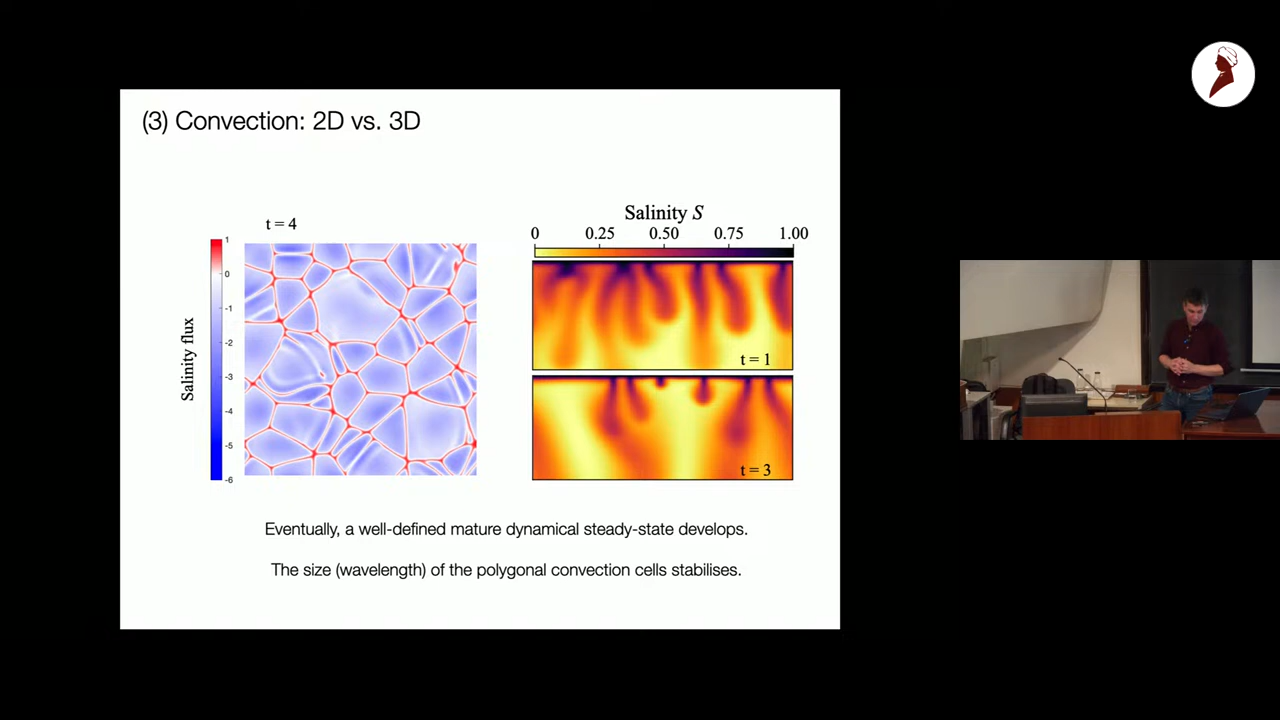 (3) Convection: 2D vs. 3D
t = 4
Salinity flux
1
0
-1
-2
-3
-4
-5
-6
Salinity S
0 0.25 0.50 0.75 1.00
t = 1
t = 3
Eventually, a well-defined mature dynamical steady-state develops.
The size (wavelength) of the polygonal convection cells stabilises.